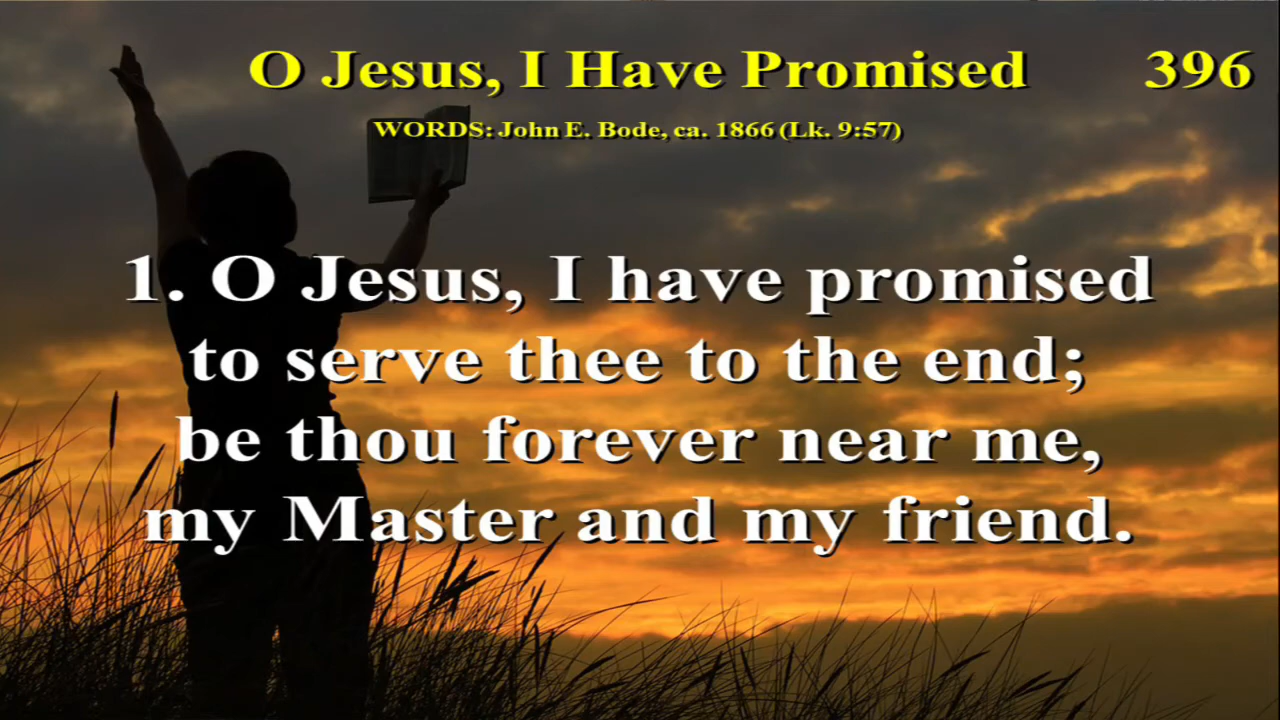 O Jesus, I Have Promised 396
WORDS: John E. Bode, ca. 1866 (Lk. 9:57)
1. O Jesus, I have promised
to serve thee to the end;
be thou forever near me,
my Master and my friend.